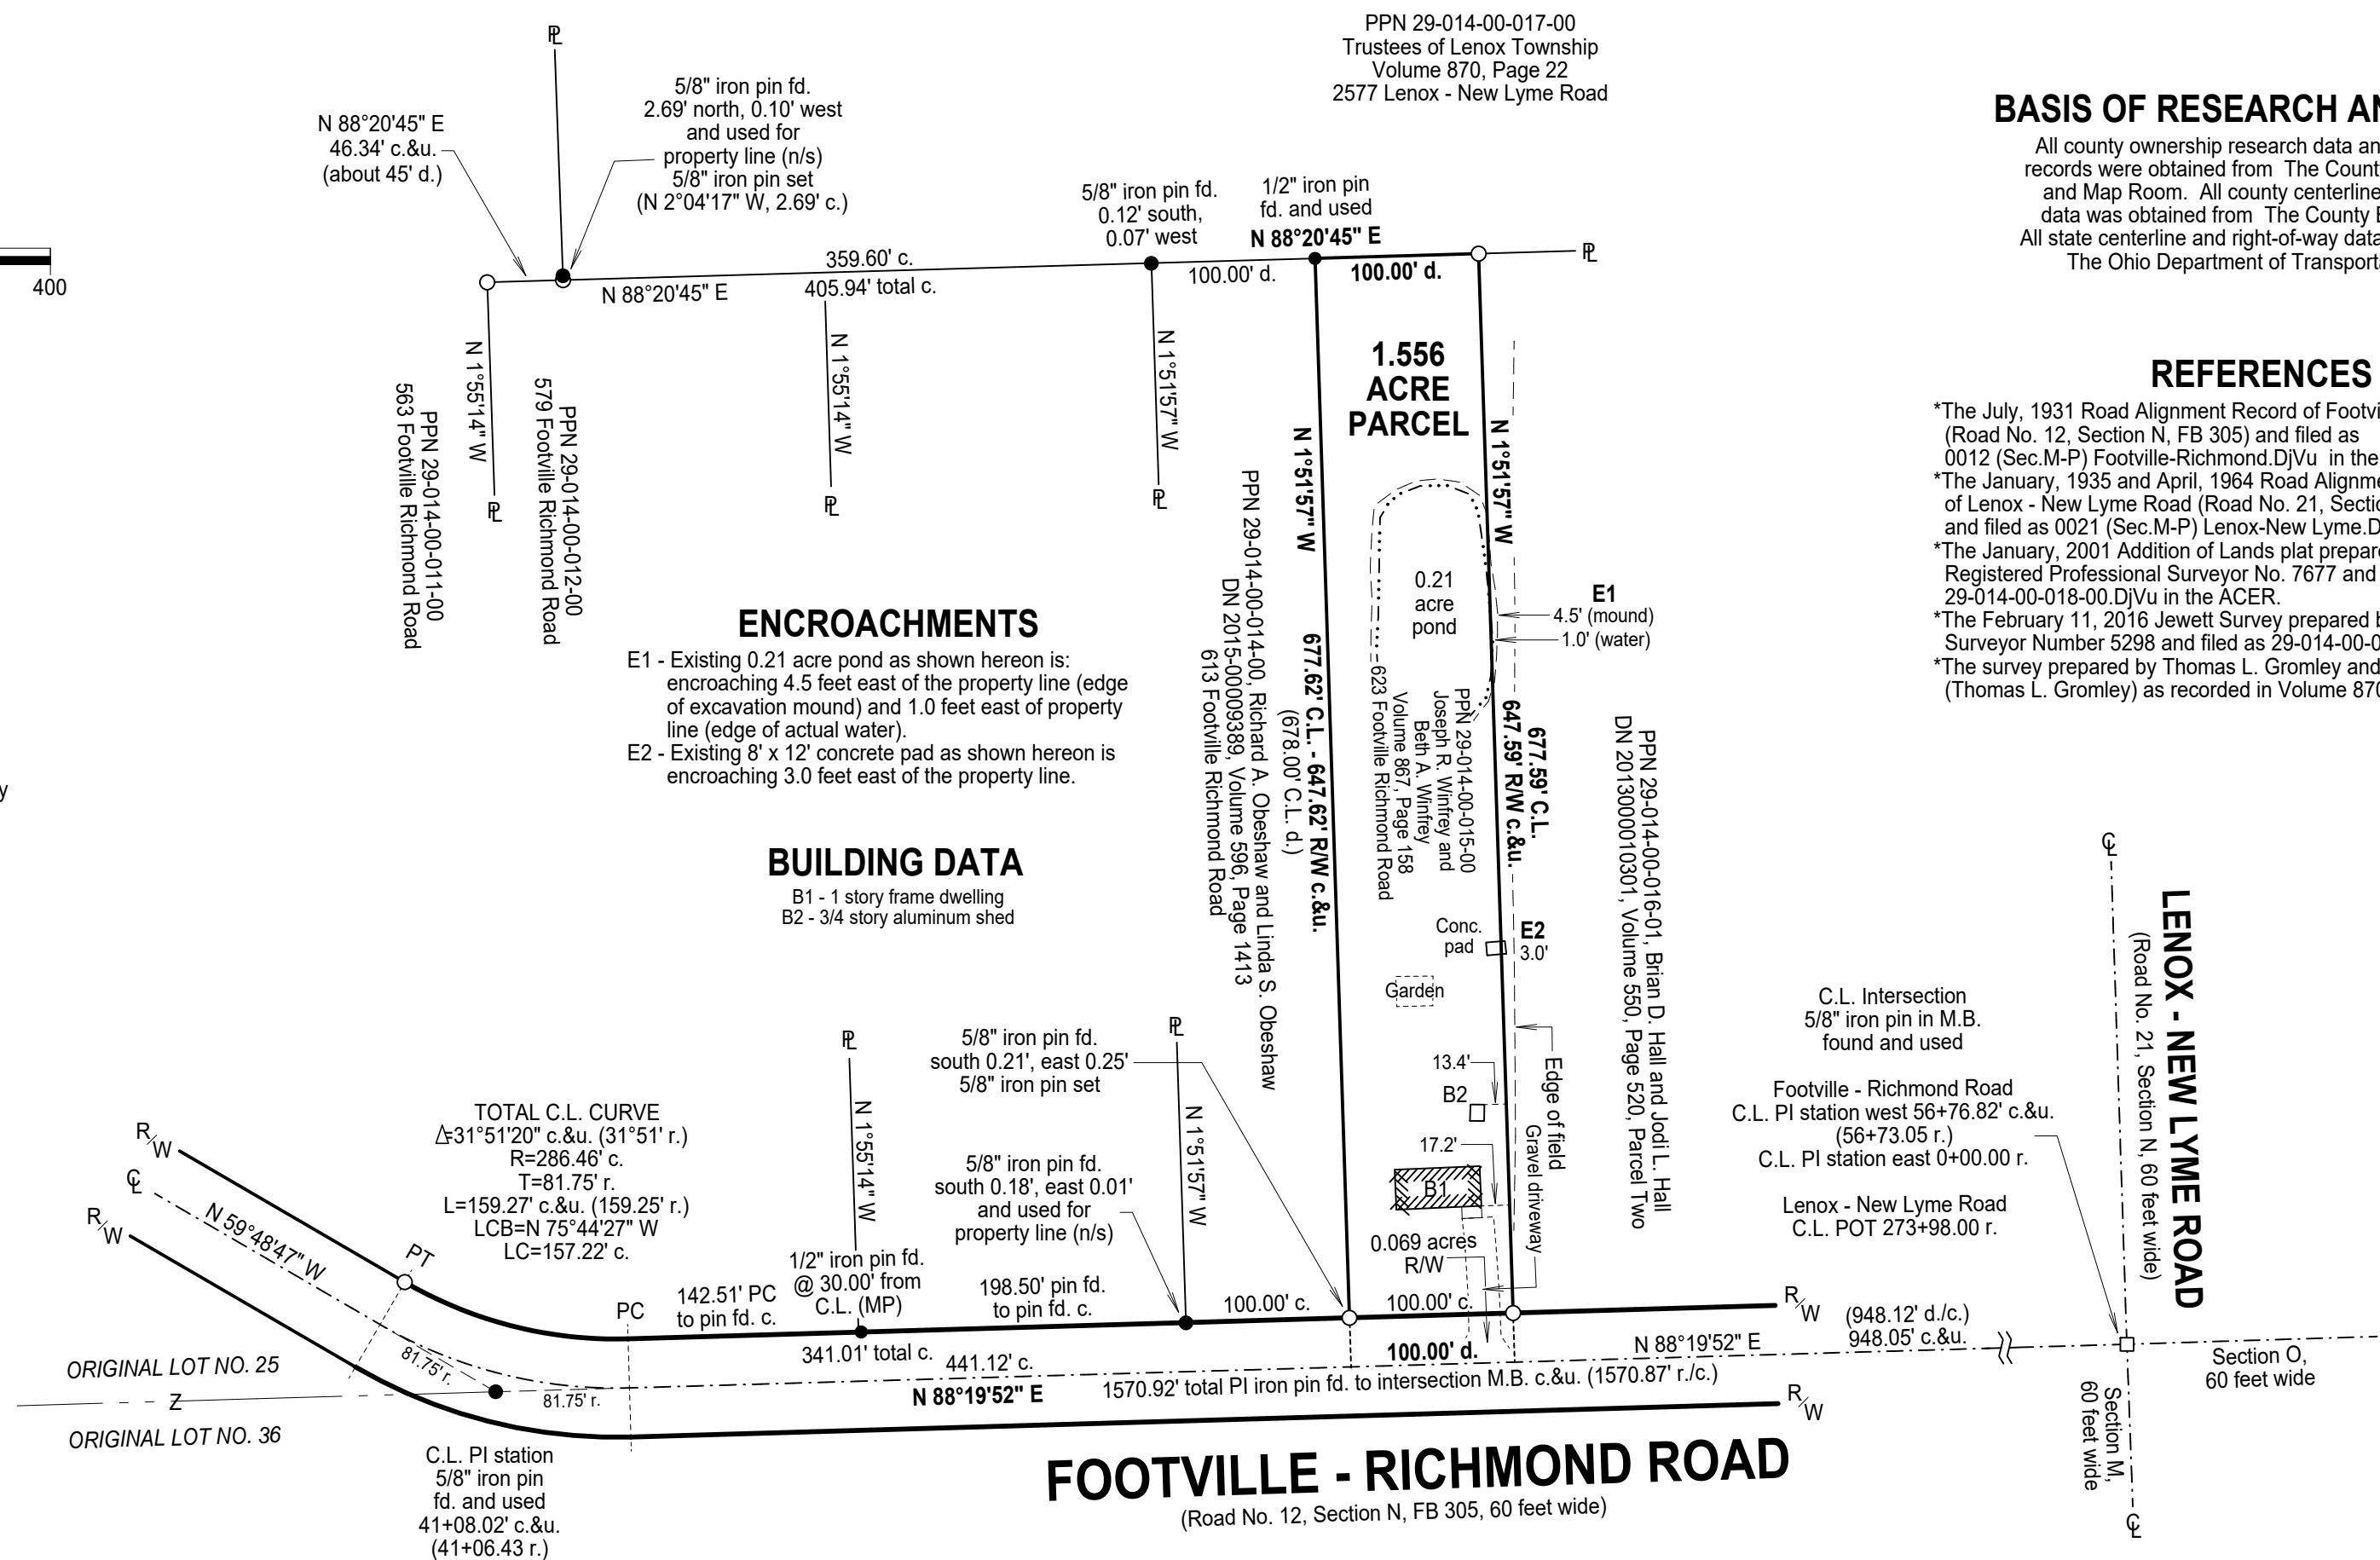 PPN 29-014-00-017-00
Trustees of Lenox Township
Volume 870, Page 22
2577 Lenox - New Lyme Road
400
y
N 88°20'45" E
46.34' c.&u.
(about 45' d.)
5/8" iron pin fd.
2.69' north, 0.10' west
and used for
property line (n/s)
5/8" iron pin set
(N 2°04'17" W, 2.69' c.)
5/8" iron pin fd.
0.12' south,
0.07' west
1/2" iron pin
fd. and used
N 88°20'45" E
100.00' d.
100.00' d.
359.60' c.
405.94' total c.
N 88°20'45" E
N 1°55'14" W
N 1°55'14" W
N 1°51'57" W
PPN 29-014-00-011-00
563 Footville Richmond Road
PPN 29-014-00-012-00
579 Footville Richmond Road
1.556
ACRE
PARCEL
N 1°51'57" W
N 1°51'57" W
677.62' C.L. - 647.62' R/W c.&u.
(678.00' C.L. d.)
PPN 29-014-00-014-00, Richard A. Obeshaw and Linda S. Obeshaw
DN 2015-00009389, Volume 596, Page 1413
613 Footville Richmond Road
0.21
acre
pond
E1
4.5' (mound)
1.0' (water)
PPN 29-014-00-015-00
Joseph R. Winfrey and
Beth A. Winfrey
Volume 867, Page 158
623 Footville Richmond Road
677.59' C.L.
647.59' R/W c.&u.
PPN 29-014-00-016-01, Brian D. Hall and Jodi L. Hall
DN 201300010301, Volume 550, Page 520, Parcel Two
Conc.
pad
E2
3.0'
Garden
13.4'
B2
17.2'
B1
Edge of field
Gravel driveway
0.069 acres
R/W
ENCROACHMENTS
E1 - Existing 0.21 acre pond as shown hereon is:
encroaching 4.5 feet east of the property line (edge
of excavation mound) and 1.0 feet east of property
line (edge of actual water).
E2 - Existing 8' x 12' concrete pad as shown hereon is
encroaching 3.0 feet east of the property line.
BUILDING DATA
B1 - 1 story frame dwelling
B2 - 3/4 story aluminum shed
BASIS OF RESEARCH AN
All county ownership research data an
records were obtained from The Count
and Map Room. All county centerline
data was obtained from The County E
All state centerline and right-of-way data
The Ohio Department of Transport
REFERENCES
*The July, 1931 Road Alignment Record of Footvi
(Road No. 12, Section N, FB 305) and filed as
0012 (Sec.M-P) Footville-Richmond.DjVu in the
*The January, 1935 and April, 1964 Road Alignme
of Lenox - New Lyme Road (Road No. 21, Sectio
and filed as 0021 (Sec.M-P) Lenox-New Lyme.D
*The January, 2001 Addition of Lands plat prepare
Registered Professional Surveyor No. 7677 and
29-014-00-018-00.DjVu in the ACER.
*The February 11, 2016 Jewett Survey prepared b
Surveyor Number 5298 and filed as 29-014-00-0
*The survey prepared by Thomas L. Gromley and
(Thomas L. Gromley) as recorded in Volume 870
5/8" iron pin fd.
south 0.21', east 0.25'
5/8" iron pin set
5/8" iron pin fd.
south 0.18', east 0.01'
and used for
property line (n/s)
N 1°55'14" W
N 1°51'57" W
TOTAL C.L. CURVE
Δ=31°51'20" c.&u. (31°51' r.)
R=286.46' c.
T=81.75' r.
L=159.27' c.&u. (159.25' r.)
LCB=N 75°44'27" W
LC=157.22' c.
R/W
R/W
N 59°48'47" W
PT
PC
142.51' PC
to pin fd. c.
1/2" iron pin fd.
@ 30.00' from
C.L. (MP)
198.50' pin fd.
to pin fd. c.
100.00' c.
100.00' c.
341.01' total c.
441.12' c.
100.00' d.
N 88°19'52" E
N 88°19'52" E
1570.92' total PI iron pin fd. to intersection M.B. c.&u. (1570.87' r./c.)
81.75' r.
81.75' r.
ORIGINAL LOT NO. 25
Z
ORIGINAL LOT NO. 36
C.L. PI station
5/8" iron pin
fd. and used
41+08.02' c.&u.
(41+06.43 r.)
R/W
R/W
(948.12' d./c.)
948.05' c.&u.
C.L. Intersection
5/8" iron pin in M.B.
found and used
Footville - Richmond Road
C.L. PI station west 56+76.82' c.&u.
(56+73.05 r.)
C.L. PI station east 0+00.00 r.
Lenox - New Lyme Road
C.L. POT 273+98.00 r.
LENOX - NEW LYME ROAD
(Road No. 21, Section N, 60 feet wide)
Section O,
60 feet wide
Section M,
60 feet wide
FOOTVILLE - RICHMOND ROAD
(Road No. 12, Section N, FB 305, 60 feet wide)